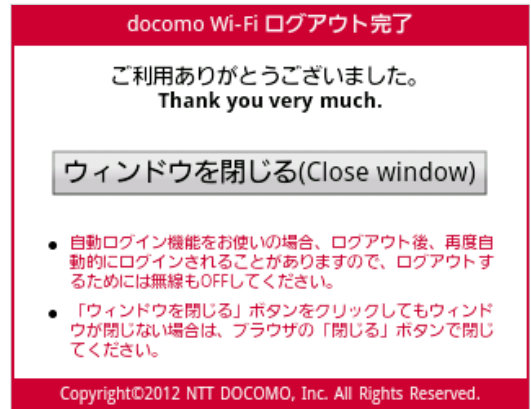 docomo Wi-Fi ログアウト完了
ご利用ありがとうございました。
Thank you very much.
ウィンドウを閉じる(Close window)
● 自動ログイン機能をお使いの場合、ログアウト後、再度自
動的にログインされることがありますので、ログアウトす
るためには無線もOFFしてください。
● 「ウィンドウを閉じる」ボタンをクリックしてもウィンド
ウが閉じない場合は、ブラウザの「閉じる」ボタンで閉じ
てください。
Copyright©2012 NTT DOCOMO, Inc. All Rights Reserved.